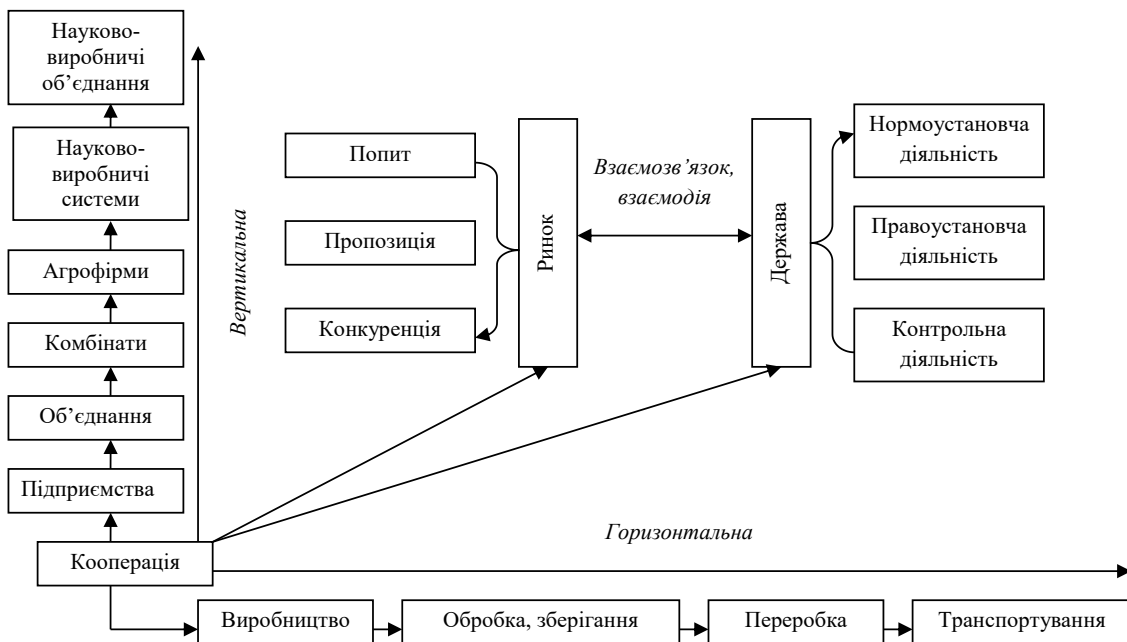 Науково-
виробничі
об’єднання
Науково-
виробничі
системи
Агрофірми
Комбінати
Об’єднання
Підприємства
Кооперація
Вертикальна
Попит
Пропозиція
Конкуренція
Ринок
Взаємозв’язок,
взаємодія
Держава
Нормоустановча
діяльність
Правоустановча
діяльність
Контрольна
діяльність
Горизонтальна
Виробництво
Обробка, зберігання
Переробка
Транспортування